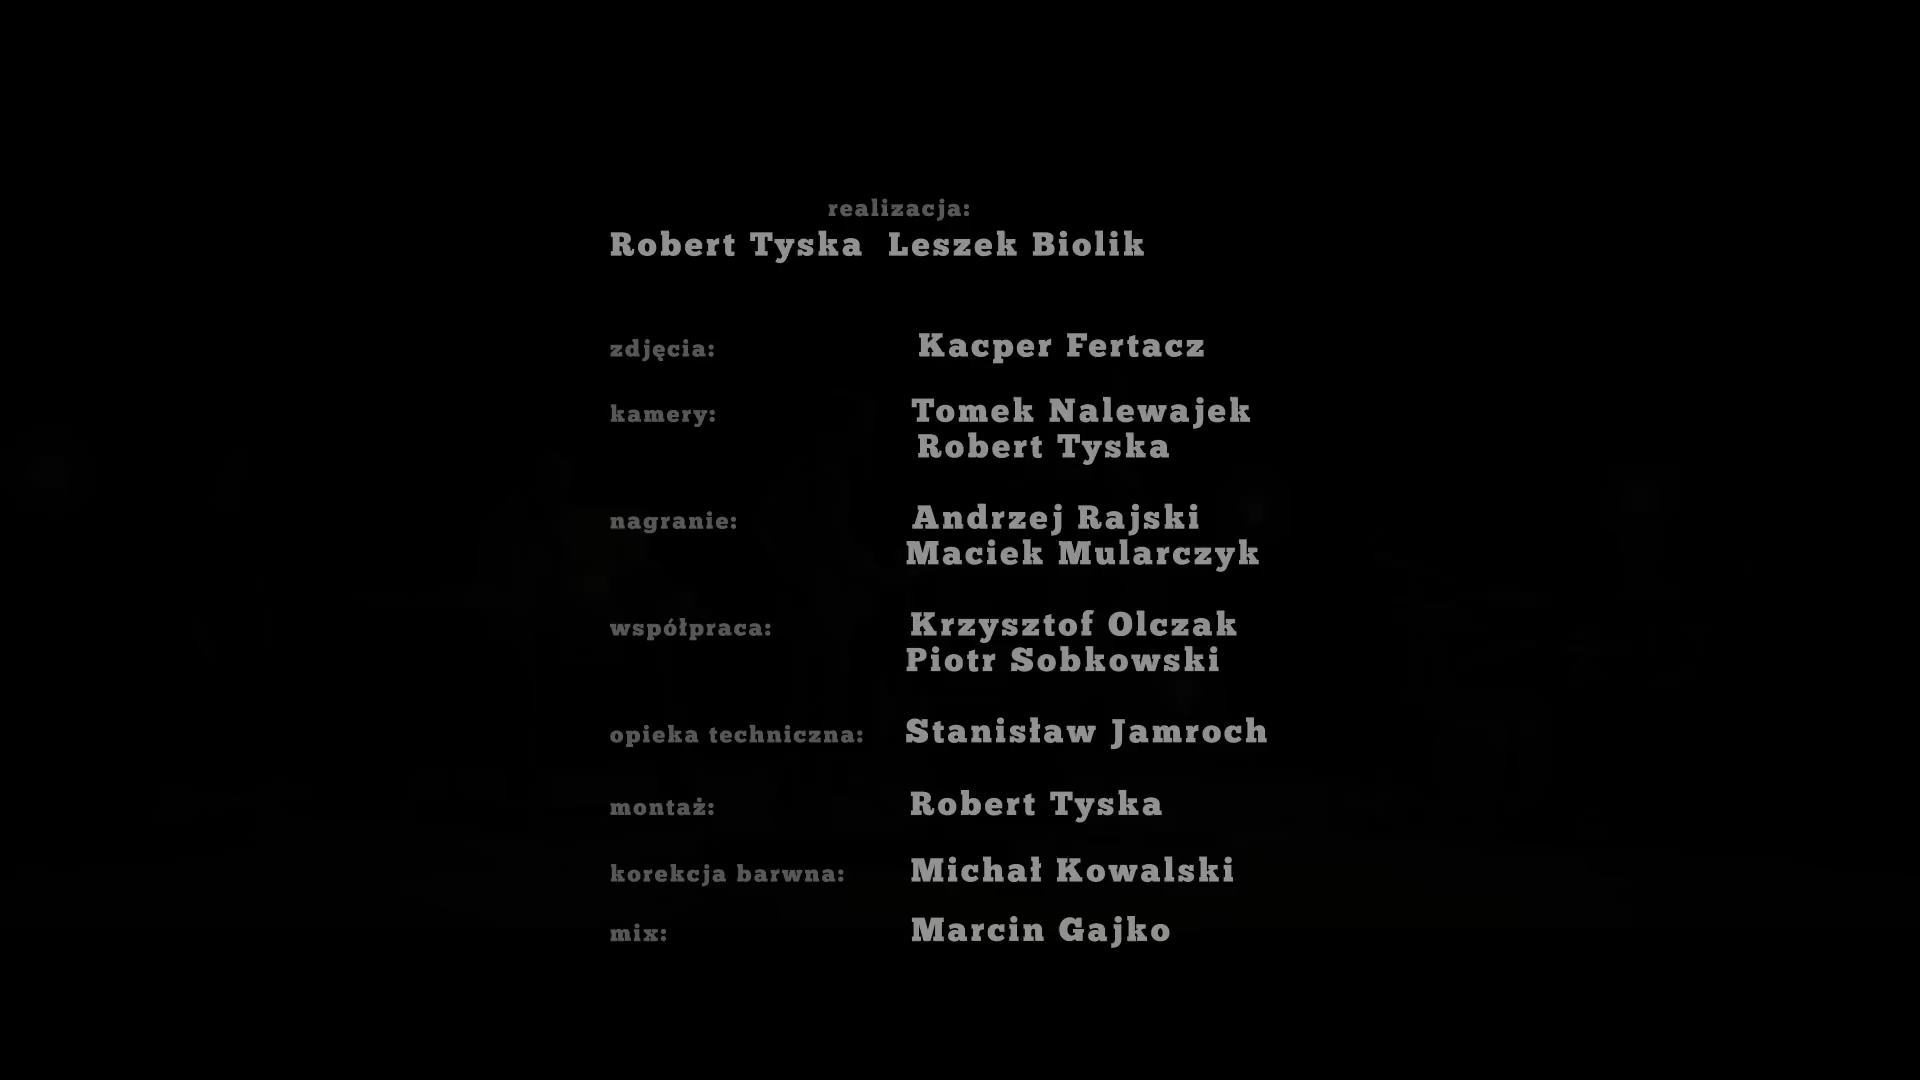 realizacja:
Robert Tyska Leszek Biolik
zdjęcia: Kacper Fertacz
kamery: Tomek Nalewajek
Robert Tyska
nagranie: Andrzej Rajski
Maciek Mularczyk
współpraca: Krzysztof Olczak
Piotr Sobkowski
opieka techniczna: Stanisław Jamroch
montaż: Robert Tyska
korekcja barwna: Michał Kowalski
mix: Marcin Gajko